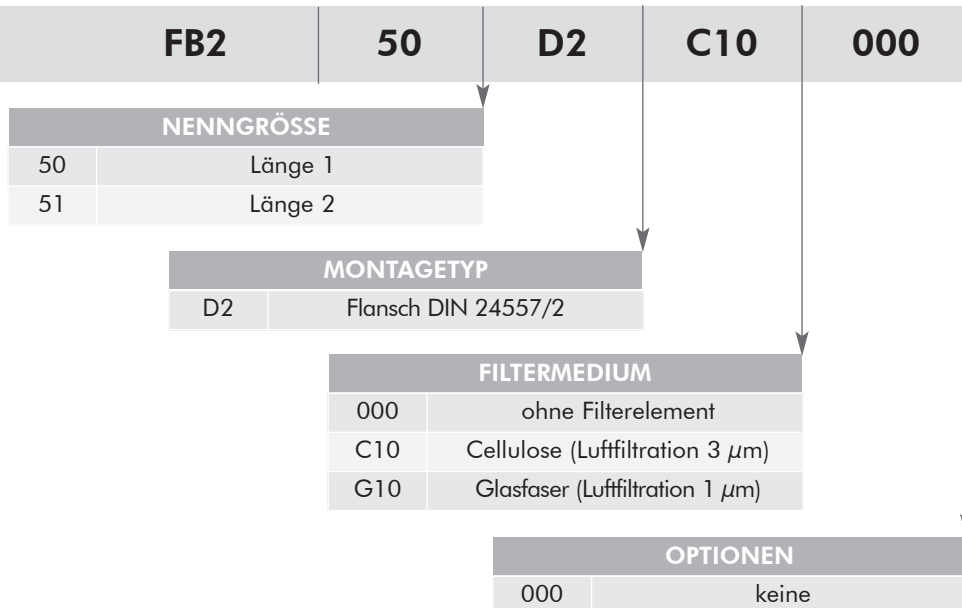 FB2 50 D2 C10 000
NENNGRÖSSE
50 Länge 1
51 Länge 2
MONTAGETYP
D2 Flansch DIN 24557/2
FILTERMEDIUM
000 ohne Filterelement
C10 Cellulose (Luftfiltration 3 µm)
G10 Glasfaser (Luftfiltration 1 µm)
OPTIONEN
000 keine